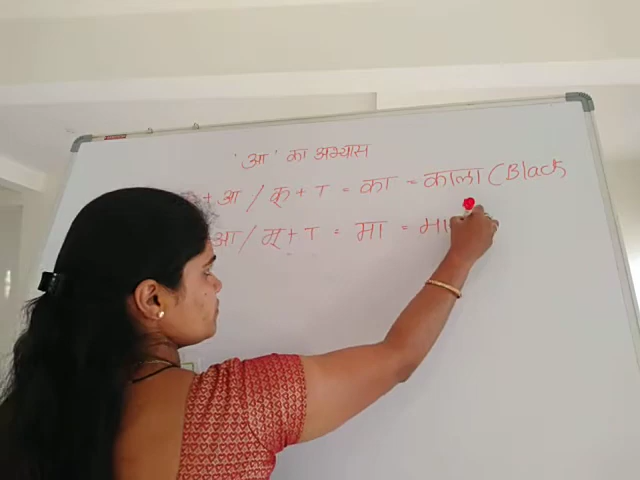 'आ' का अभ्यास
+ आ / क् + ा = का = काला (Black
आ / म् + ा = मा = मा